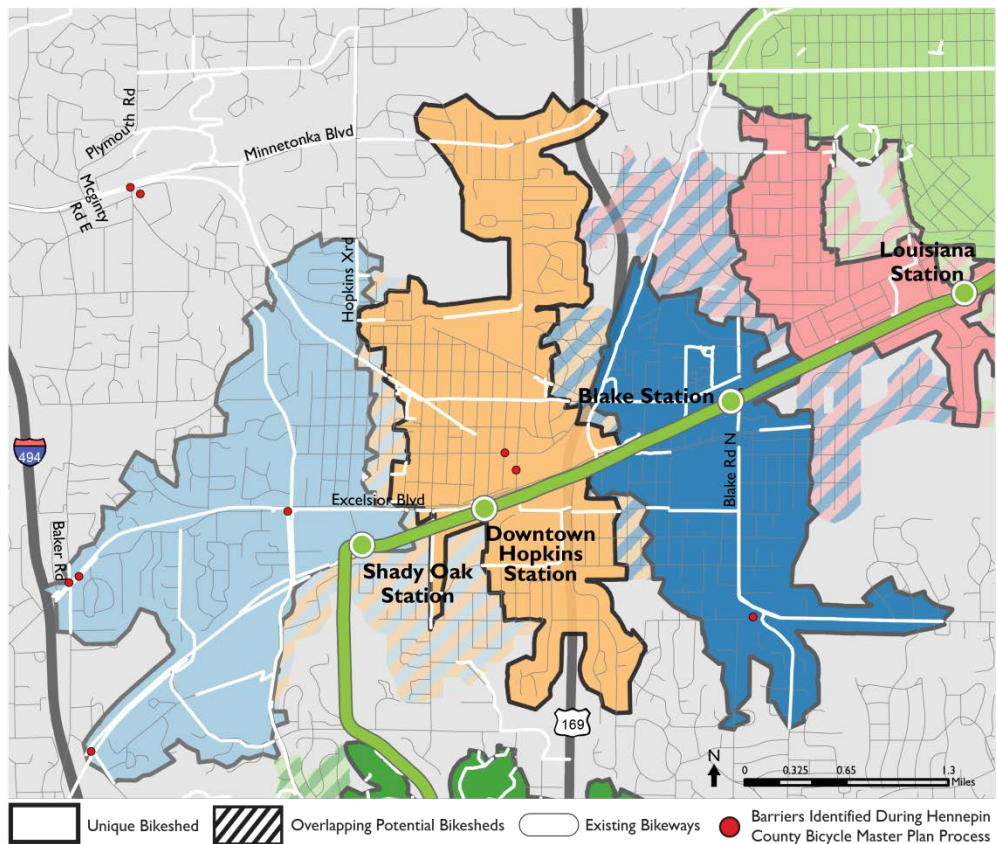 Plymouth Rd
Minnetonka Blvd
Mcginty
Rd E
Hopkins Xrd
Louisiana
Station
Blake Station
Blake Rd N
494
Excelsior Blvd
Baker Rd
Downtown
Hopkins
Station
Shady Oak
Station
169
N
0 0.325 0.65 1.3
Miles
Unique Bikeshed
Overlapping Potential Bikesheds
Existing Bikeways
Barriers Identified During Hennepin
County Bicycle Master Plan Process